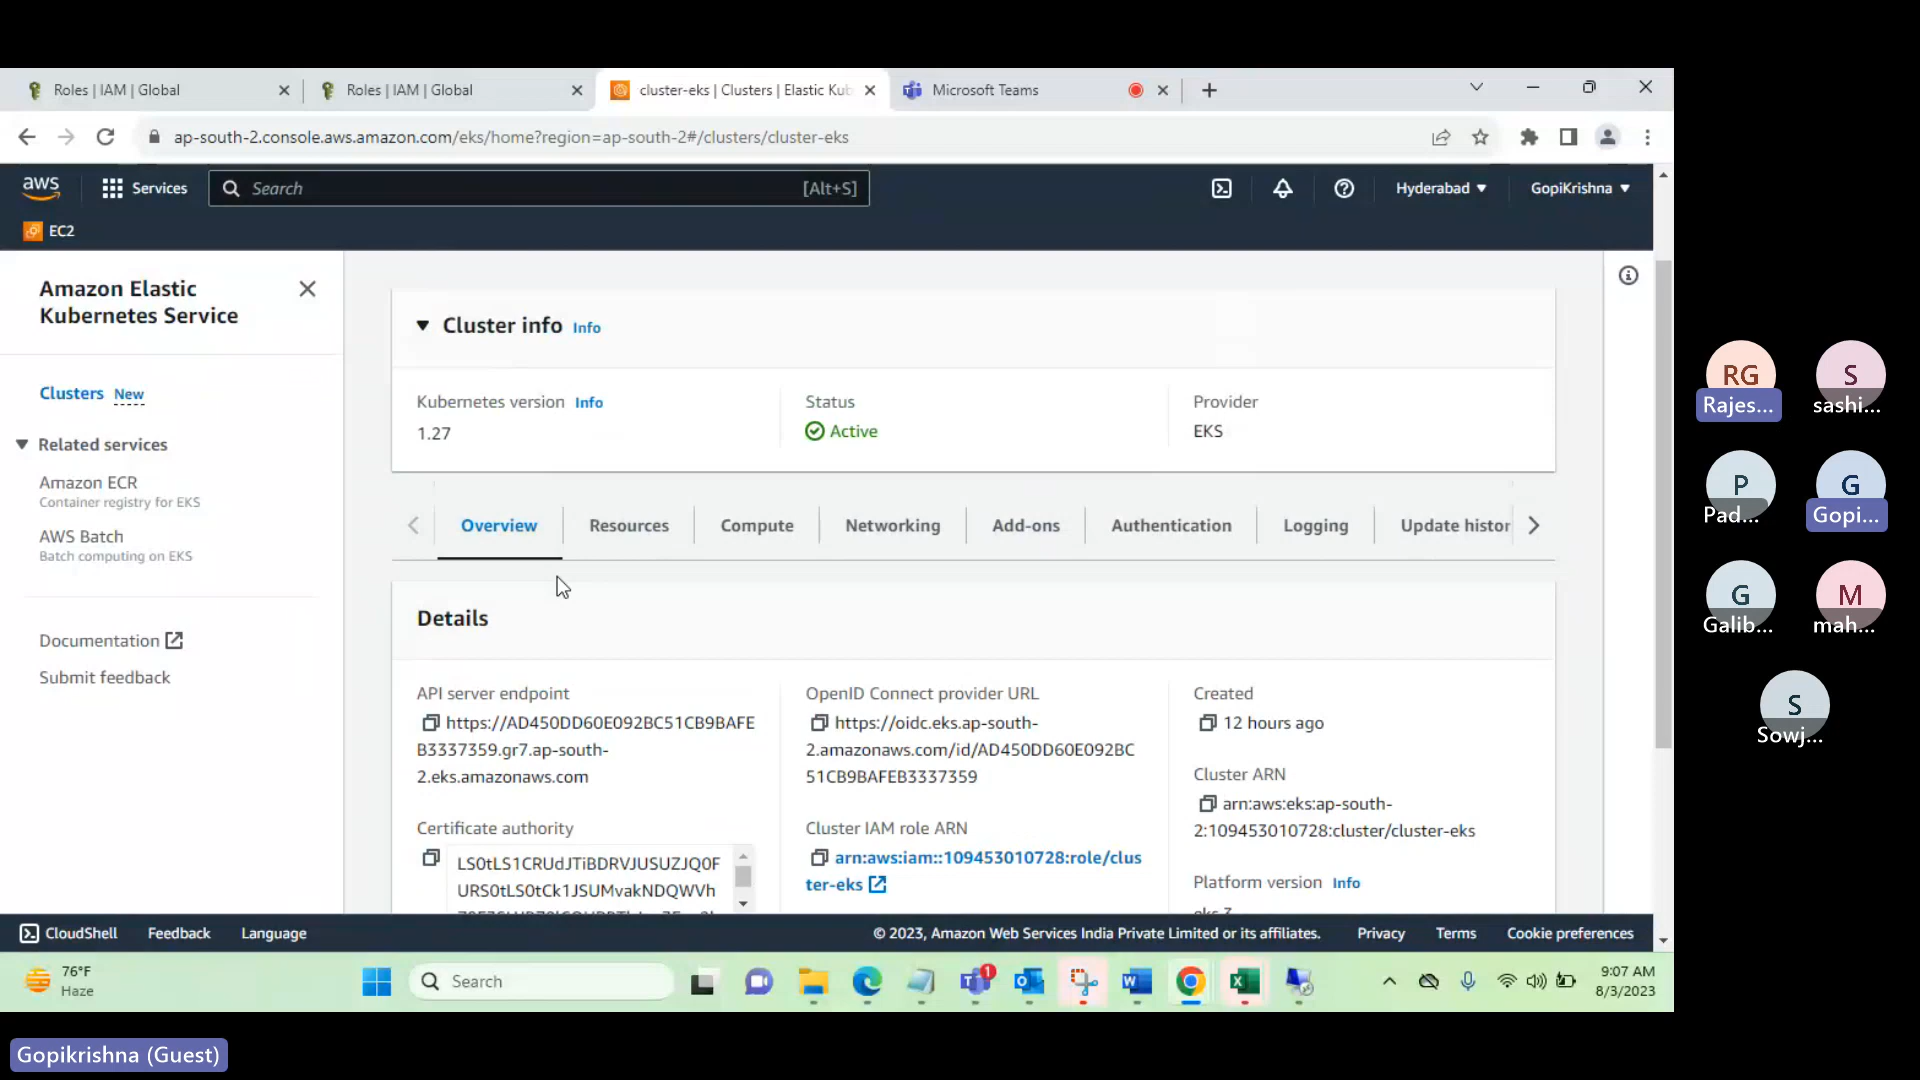 Roles | IAM | Global
Roles | IAM | Global
cluster-eks | Clusters | Elastic Kub
Microsoft Teams
ap-south-2.console.aws.amazon.com/eks/home?region=ap-south-2#/clusters/cluster-eks
aws
Services
Search
[Alt+S]
Hyderabad
GopiKrishna
EC2
Amazon Elastic
Kubernetes Service
Clusters New
Related services
Amazon ECR
Container registry for EKS
AWS Batch
Batch computing on EKS
Documentation
Submit feedback
Cluster info Info
Kubernetes version Info
1.27
Status
Active
Provider
EKS
Overview
Resources
Compute
Networking
Add-ons
Authentication
Logging
Update histor
Details
API server endpoint
https://AD450DD60E092BC51CB9BAFE
B3337359.gr7.ap-south-
2.eks.amazonaws.com
Certificate authority
LS0tLS1CRUdJTiBDRVJUSUZJQ0F
URS0tLS0tCk1JSUMvakNDQWVh
OpenID Connect provider URL
https://oidc.eks.ap-south-
2.amazonaws.com/id/AD450DD60E092BC
51CB9BAFEB3337359
Cluster IAM role ARN
arn:aws:iam::109453010728:role/clus
ter-eks
Created
12 hours ago
Cluster ARN
arn:aws:eks:ap-south-
2:109453010728:cluster/cluster-eks
Platform version Info
CloudShell
Feedback
Language
© 2023, Amazon Web Services India Private Limited or its affiliates.
Privacy
Terms
Cookie preferences
76°F
Haze
Search
1
9:07 AM
8/3/2023
RG
Rajes...
S
sashi...
P
Pad...
G
Gopi...
G
Galib...
M
mah...
S
Sowj...
Gopikrishna (Guest)